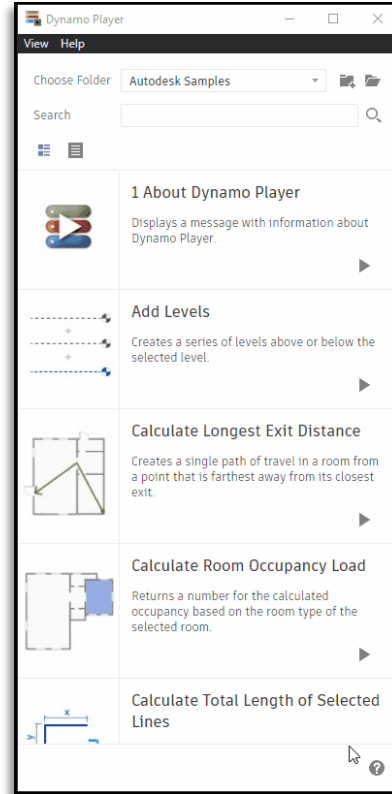 Dynamo Player
View Help
Choose Folder Autodesk Samples
Search
1 About Dynamo Player
Displays a message with information about
Dynamo Player.
Add Levels
Creates a series of levels above or below the
selected level.
Calculate Longest Exit Distance
Creates a single path of travel in a room from
a point that is farthest away from its closest
exit.
Calculate Room Occupancy Load
Returns a number for the calculated
occupancy based on the room type of the
selected room.
Calculate Total Length of Selected
Lines
x
y